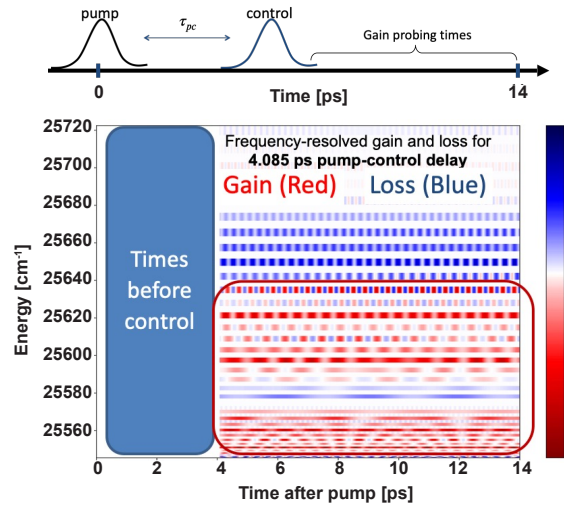 pump
control
τpc
Gain probing times
0
14
Time [ps]
25720
25700
25680
25660
25640
25620
25600
25580
25560
Energy [cm-1]
Frequency-resolved gain and loss for
4.085 ps pump-control delay
Gain (Red) Loss (Blue)
Times
before
control
0 2 4 6 8 10 12 14
Time after pump [ps]